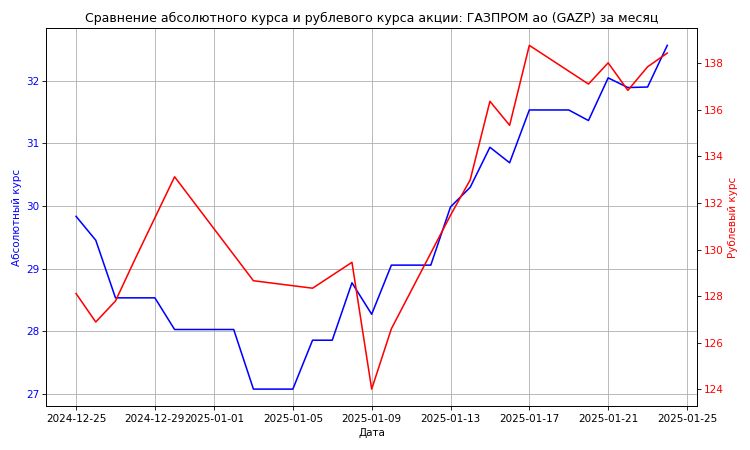 Сравнение абсолютного курса и рублевого курса акции: ГАЗПРОМ ао (GAZP) за месяц
Абсолютный курс
32
31
30
29
28
27
138
136
134
132
130
128
126
124
Рублевый курс
2024-12-25 2024-12-29 2025-01-01 2025-01-05 2025-01-09 2025-01-13 2025-01-17 2025-01-21 2025-01-25
Дата